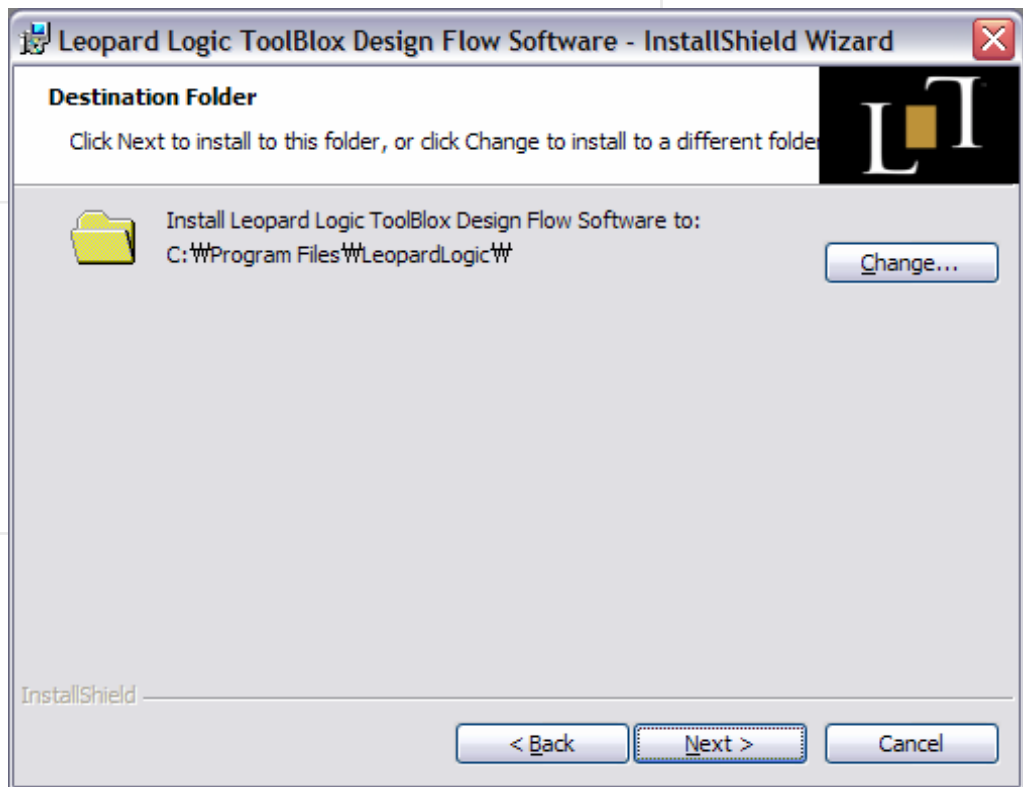 Leopard Logic ToolBlox Design Flow Software - InstallShield Wizard
Destination Folder
Click Next to install to this folder, or click Change to install to a different folder
LL
Install Leopard Logic ToolBlox Design Flow Software to:
C:₩Program Files₩LeopardLogic₩
Change...
InstallShield
< Back
Next >
Cancel